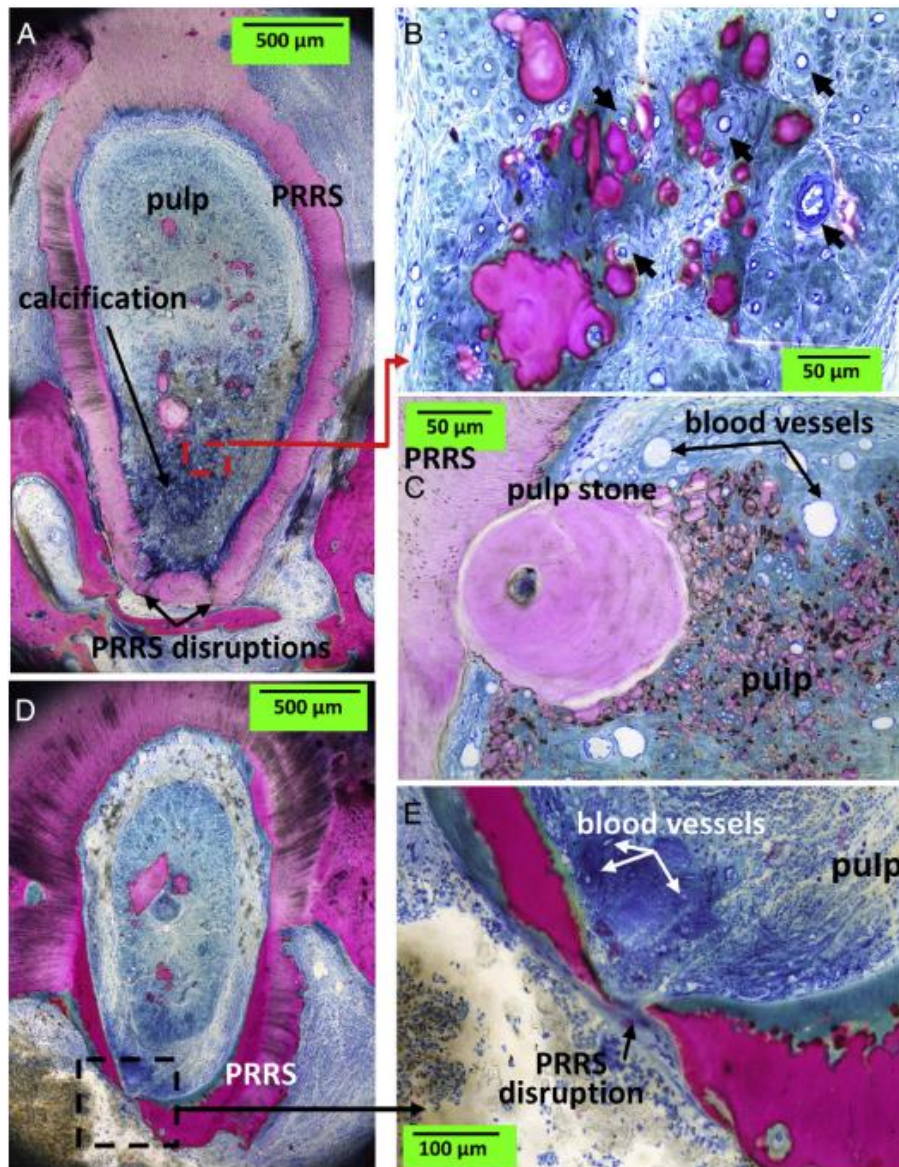 A
500 µm
pulp
PRRS
calcification
PRRS disruptions
B
50 µm
50 µm
PRRS
C
blood vessels
pulp stone
pulp
D
500 µm
PRRS
E
blood vessels
pulp
PRRS
disruption
100 µm